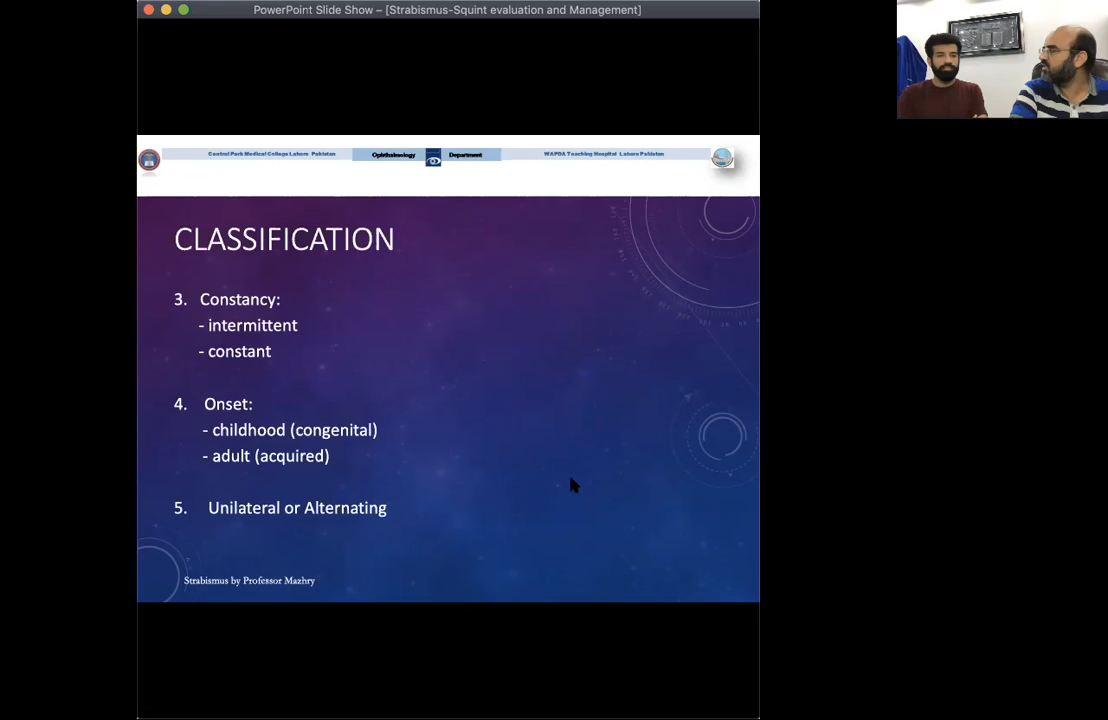 PowerPoint Slide Show – [Strabismus-Squint evaluation and Management]
Central Park Medical College Lahore Pakistan
Ophthalmology Department
WAPDA Teaching Hospital Lahore Pakistan
CLASSIFICATION
3. Constancy:
- intermittent
- constant
4. Onset:
- childhood (congenital)
- adult (acquired)
5. Unilateral or Alternating
Strabismus by Professor Mazhry